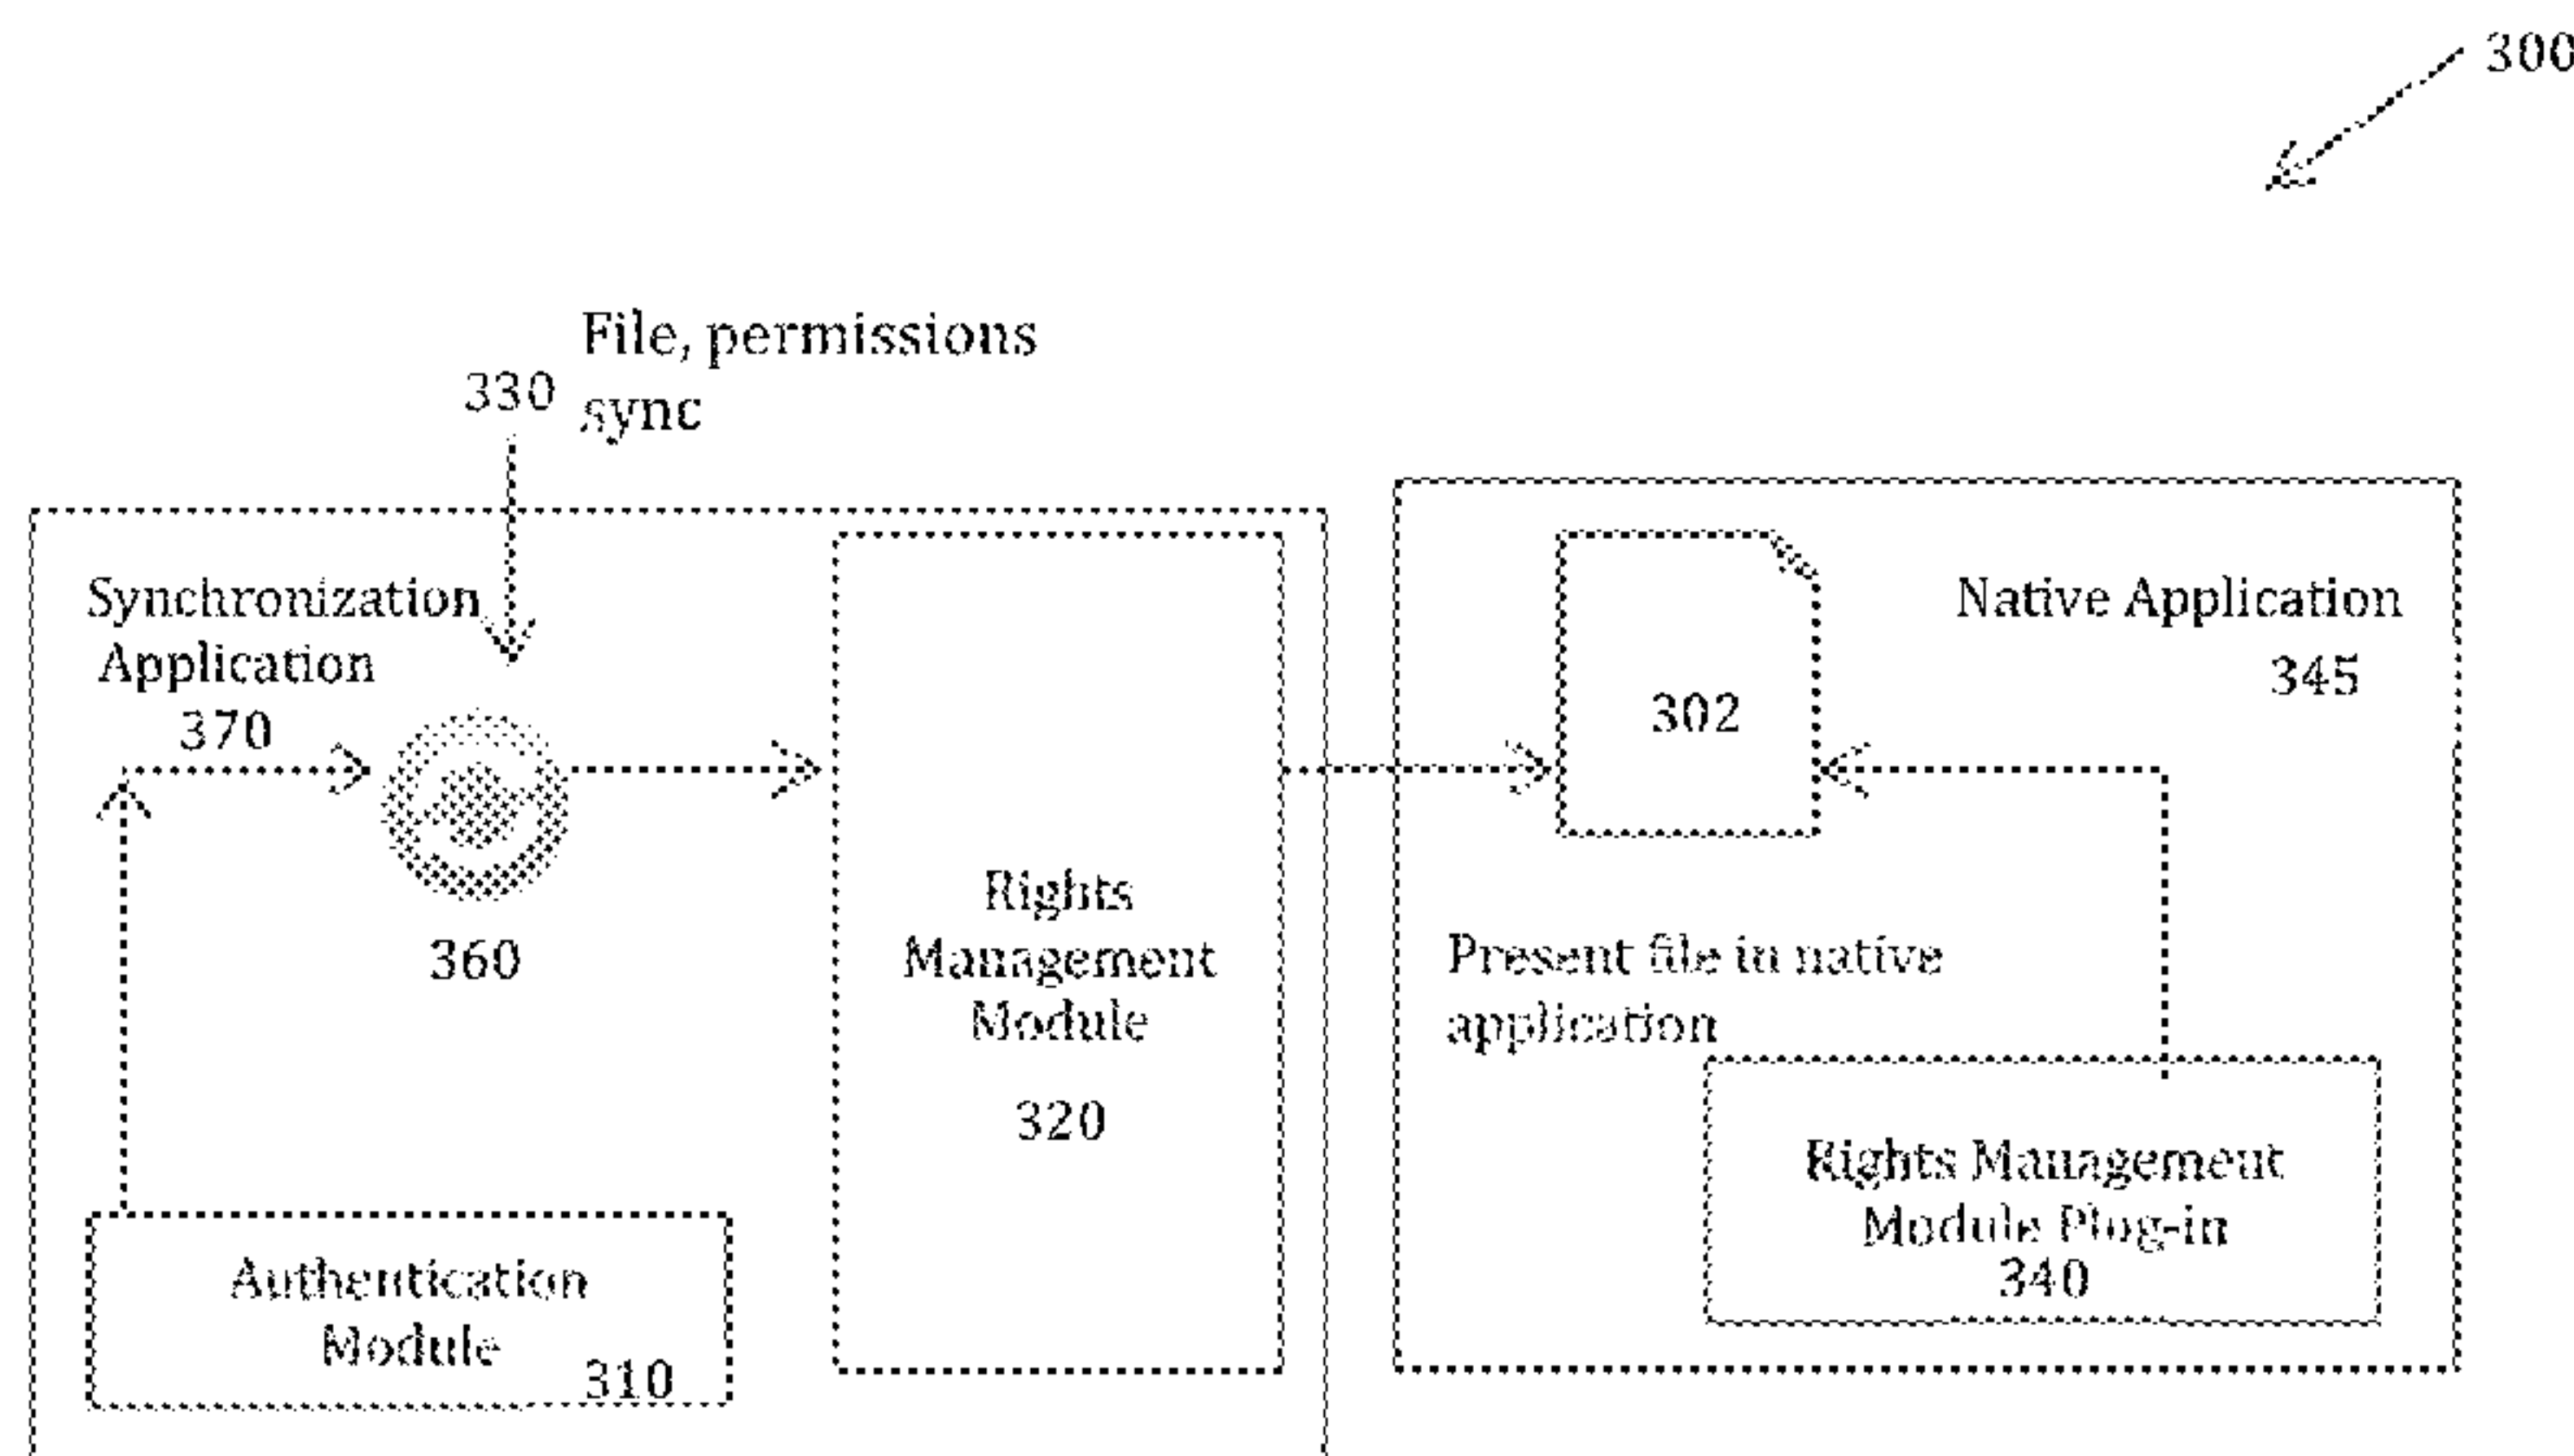 300
File, permissions
330 sync
Synchronization
Application
370
360
Rights
Management
Module
320
Authentication
Module 310
302
Native Application
345
Present file in native
application
Rights Management
Module Plug-in
340